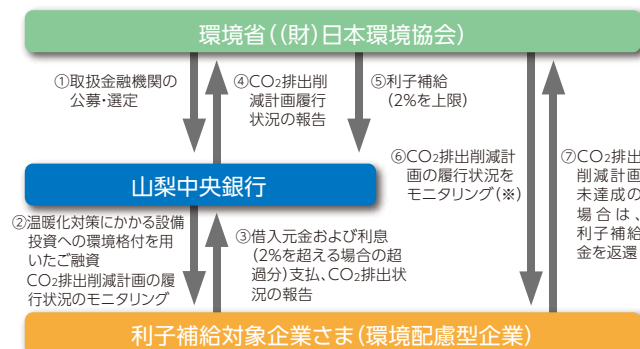 環境省((財)日本環境協会)
①取扱金融機関の
公募・選定
④CO₂排出削
減計画履行
状況の報告
⑤利子補給
(2%を上限)
⑥CO₂排出削減計
画の履行状況を
モニタリング(※)
⑦CO₂排出
削減計画
未達成の
場合は、
利子補給
金を返還
山梨中央銀行
②温暖化対策にかかる設備
投資への環境格付を用
いたご融資
CO₂排出削減計画の履
行状況のモニタリング
③借入元金および利息
(2%を超える場合の超
過分)支払、CO₂排出状
況の報告
利子補給対象企業さま(環境配慮型企業)